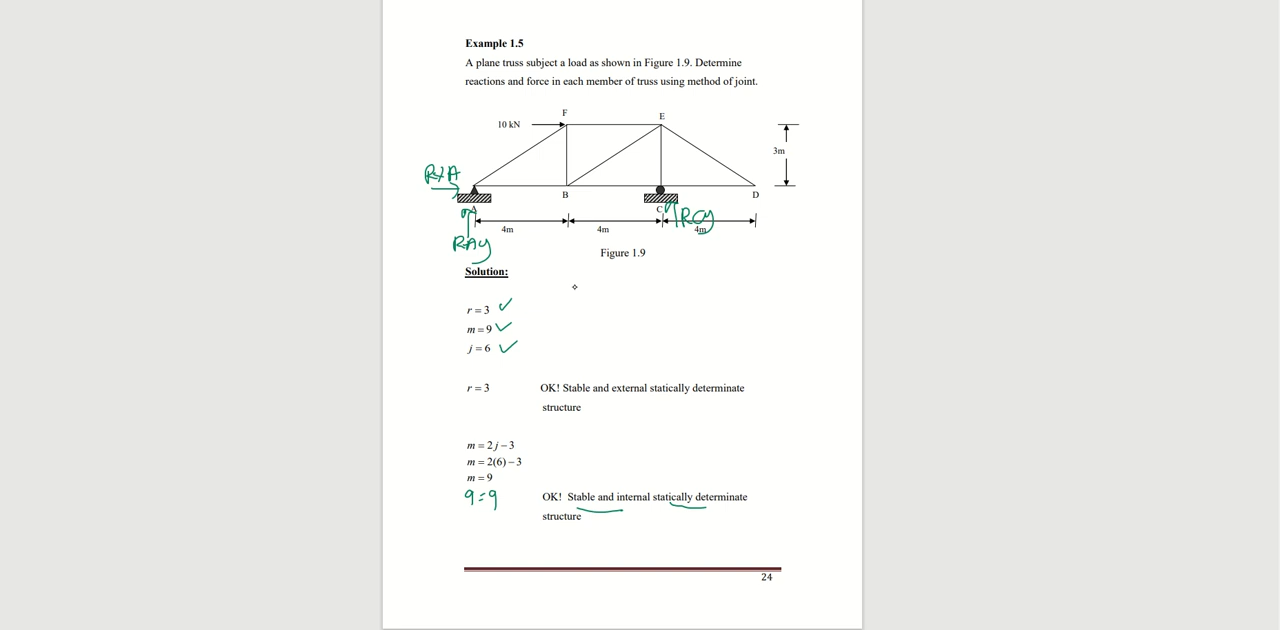 Example 1.5
A plane truss subject a load as shown in Figure 1.9. Determine
reactions and force in each member of truss using method of joint.
F
E
10 kN
3m
RxA
B
D
A
C
RCy
4m
4m
4m
RAy
Figure 1.9
Solution:
r = 3 ✓
m = 9 ✓
j = 6 ✓
r = 3 OK! Stable and external statically determinate
structure
m = 2j – 3
m = 2(6) – 3
m = 9
9 = 9 OK! Stable and internal statically determinate
structure
24